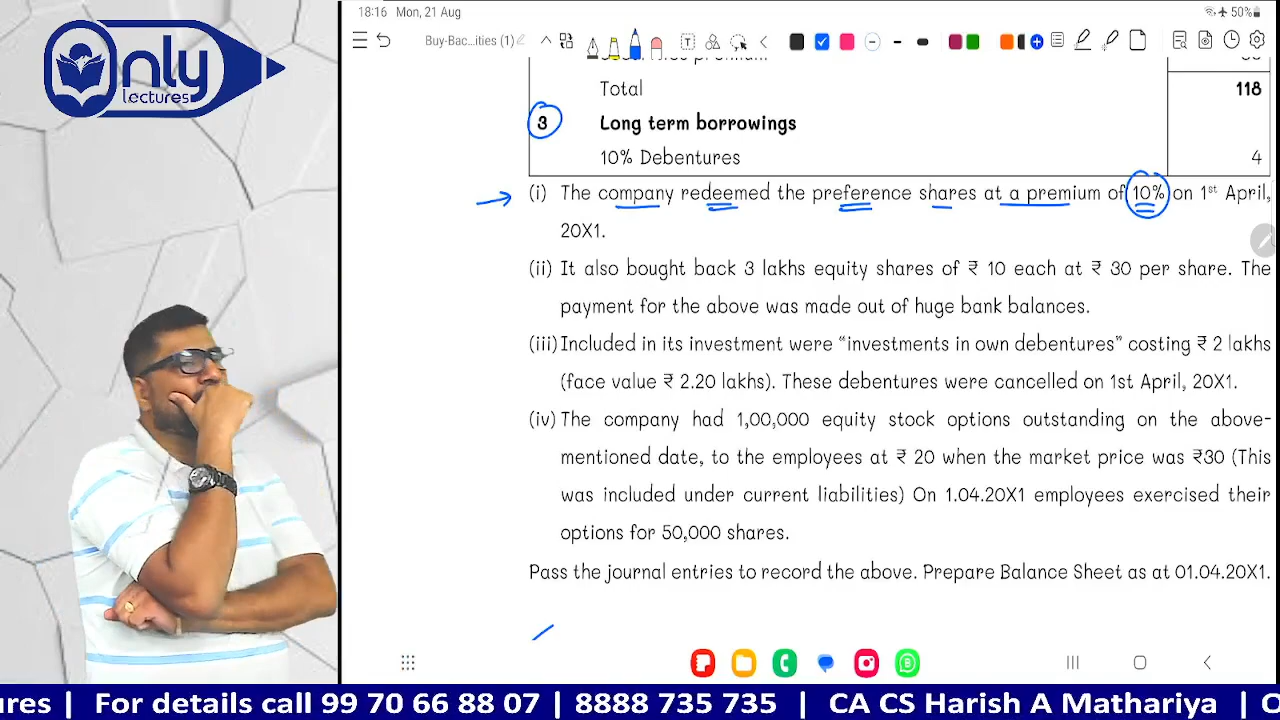 18:16 Mon, 21 Aug
50%
Only
lectures
Buy-Bac...ities (1)
Total 118
3 Long term borrowings
10% Debentures 4
(i) The company redeemed the preference shares at a premium of 10% on 1st April,
20X1.
(ii) It also bought back 3 lakhs equity shares of ₹ 10 each at ₹ 30 per share. The
payment for the above was made out of huge bank balances.
(iii) Included in its investment were “investments in own debentures” costing ₹ 2 lakhs
(face value ₹ 2.20 lakhs). These debentures were cancelled on 1st April, 20X1.
(iv) The company had 1,00,000 equity stock options outstanding on the above-
mentioned date, to the employees at ₹ 20 when the market price was ₹30 (This
was included under current liabilities) On 1.04.20X1 employees exercised their
options for 50,000 shares.
Pass the journal entries to record the above. Prepare Balance Sheet as at 01.04.20X1.
ures | For details call 99 70 66 88 07 | 8888 735 735 | CA CS Harish A Mathariya |